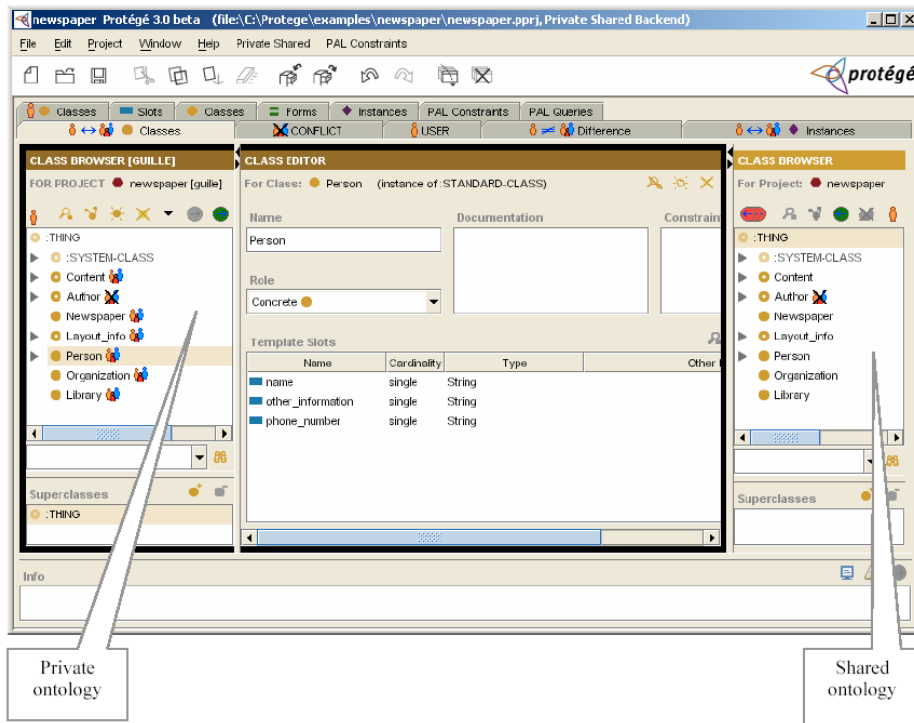 newspaper Protégé 3.0 beta (file:\C:\Protege\examples\newspaper\newspaper.pprj, Private Shared Backend)
File Edit Project Window Help Private Shared PAL Constraints
protégé
Classes Slots Classes Forms Instances PAL Constraints PAL Queries
Classes CONFLICT USER Difference Instances
CLASS BROWSER [GUILLE]
FOR PROJECT newspaper [guille]
:THING
:SYSTEM-CLASS
Content
Author
Newspaper
Layout_info
Person
Organization
Library
Superclasses
:THING
CLASS EDITOR
For Class: Person (instance of :STANDARD-CLASS)
Name Documentation Constrain
Person
Role
Concrete
Template Slots
Name Cardinality Type Other
name single String
other_information single String
phone_number single String
CLASS BROWSER
For Project: newspaper
:THING
:SYSTEM-CLASS
Content
Author
Newspaper
Layout_info
Person
Organization
Library
Superclasses
Info
Private
ontology
Shared
ontology